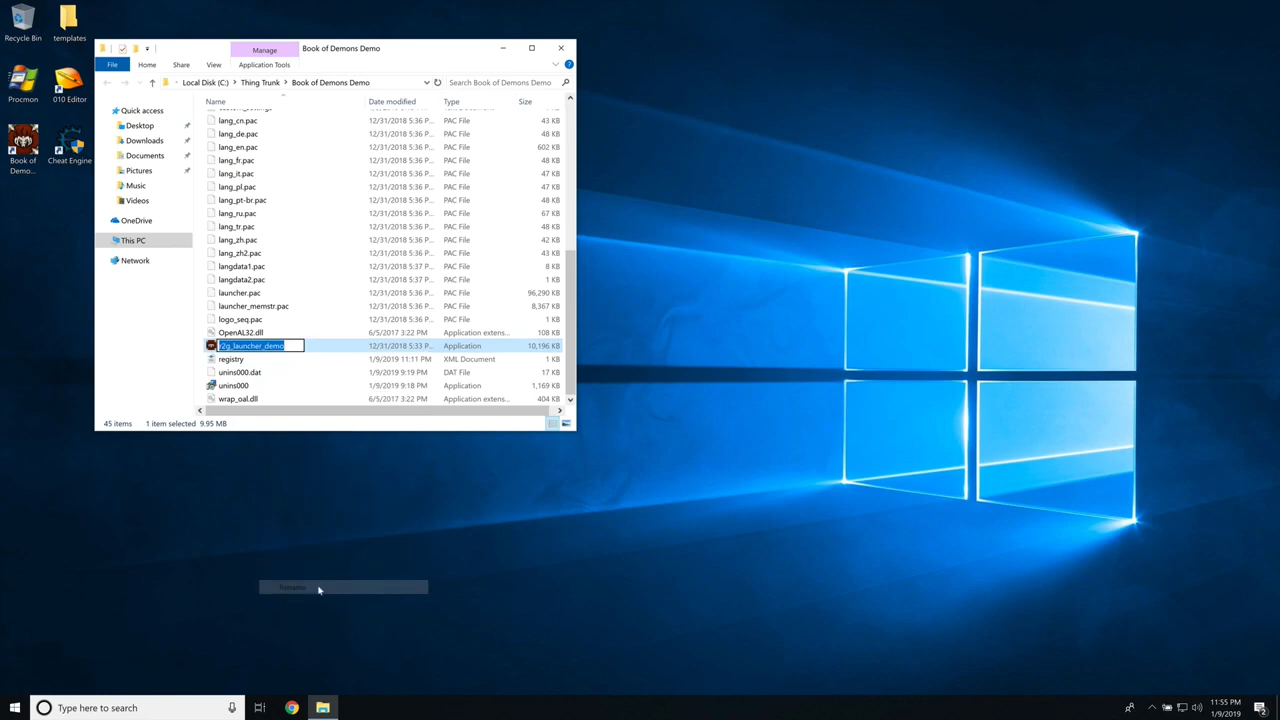 Recycle Bin
templates
Procmon
010 Editor
Book of
Demo...
Cheat Engine
Manage
Book of Demons Demo
File
Home
Share
View
Application Tools
Local Disk (C:)
Thing Trunk
Book of Demons Demo
Search Book of Demons Demo
Name
Date modified
Type
Size
Quick access
Desktop
Downloads
Documents
Pictures
Music
Videos
OneDrive
This PC
Network
lang_cn.pac 12/31/2018 5:36 P... PAC File 43 KB
lang_de.pac 12/31/2018 5:36 P... PAC File 48 KB
lang_en.pac 12/31/2018 5:36 P... PAC File 602 KB
lang_fr.pac 12/31/2018 5:36 P... PAC File 48 KB
lang_it.pac 12/31/2018 5:36 P... PAC File 47 KB
lang_pl.pac 12/31/2018 5:36 P... PAC File 47 KB
lang_pt-br.pac 12/31/2018 5:36 P... PAC File 48 KB
lang_ru.pac 12/31/2018 5:36 P... PAC File 67 KB
lang_tr.pac 12/31/2018 5:36 P... PAC File 48 KB
lang_zh.pac 12/31/2018 5:36 P... PAC File 42 KB
lang_zh2.pac 12/31/2018 5:36 P... PAC File 43 KB
langdata1.pac 12/31/2018 5:37 P... PAC File 8 KB
langdata2.pac 12/31/2018 5:37 P... PAC File 1 KB
launcher.pac 12/31/2018 5:36 P... PAC File 96,290 KB
launcher_memstr.pac 12/31/2018 5:36 P... PAC File 8,367 KB
logo_seq.pac 12/31/2018 5:36 P... PAC File 1 KB
OpenAL32.dll 6/5/2017 3:22 PM Application extens... 108 KB
r2g_launcher_demo 12/31/2018 5:33 P... Application 10,196 KB
registry 1/9/2019 11:11 PM XML Document 1 KB
unins000.dat 1/9/2019 9:19 PM DAT File 17 KB
unins000 1/9/2019 9:18 PM Application 1,169 KB
wrap_oal.dll 6/5/2017 3:22 PM Application extens... 404 KB
45 items 1 item selected 9.95 MB
Rename
Type here to search
11:55 PM
1/9/2019
2